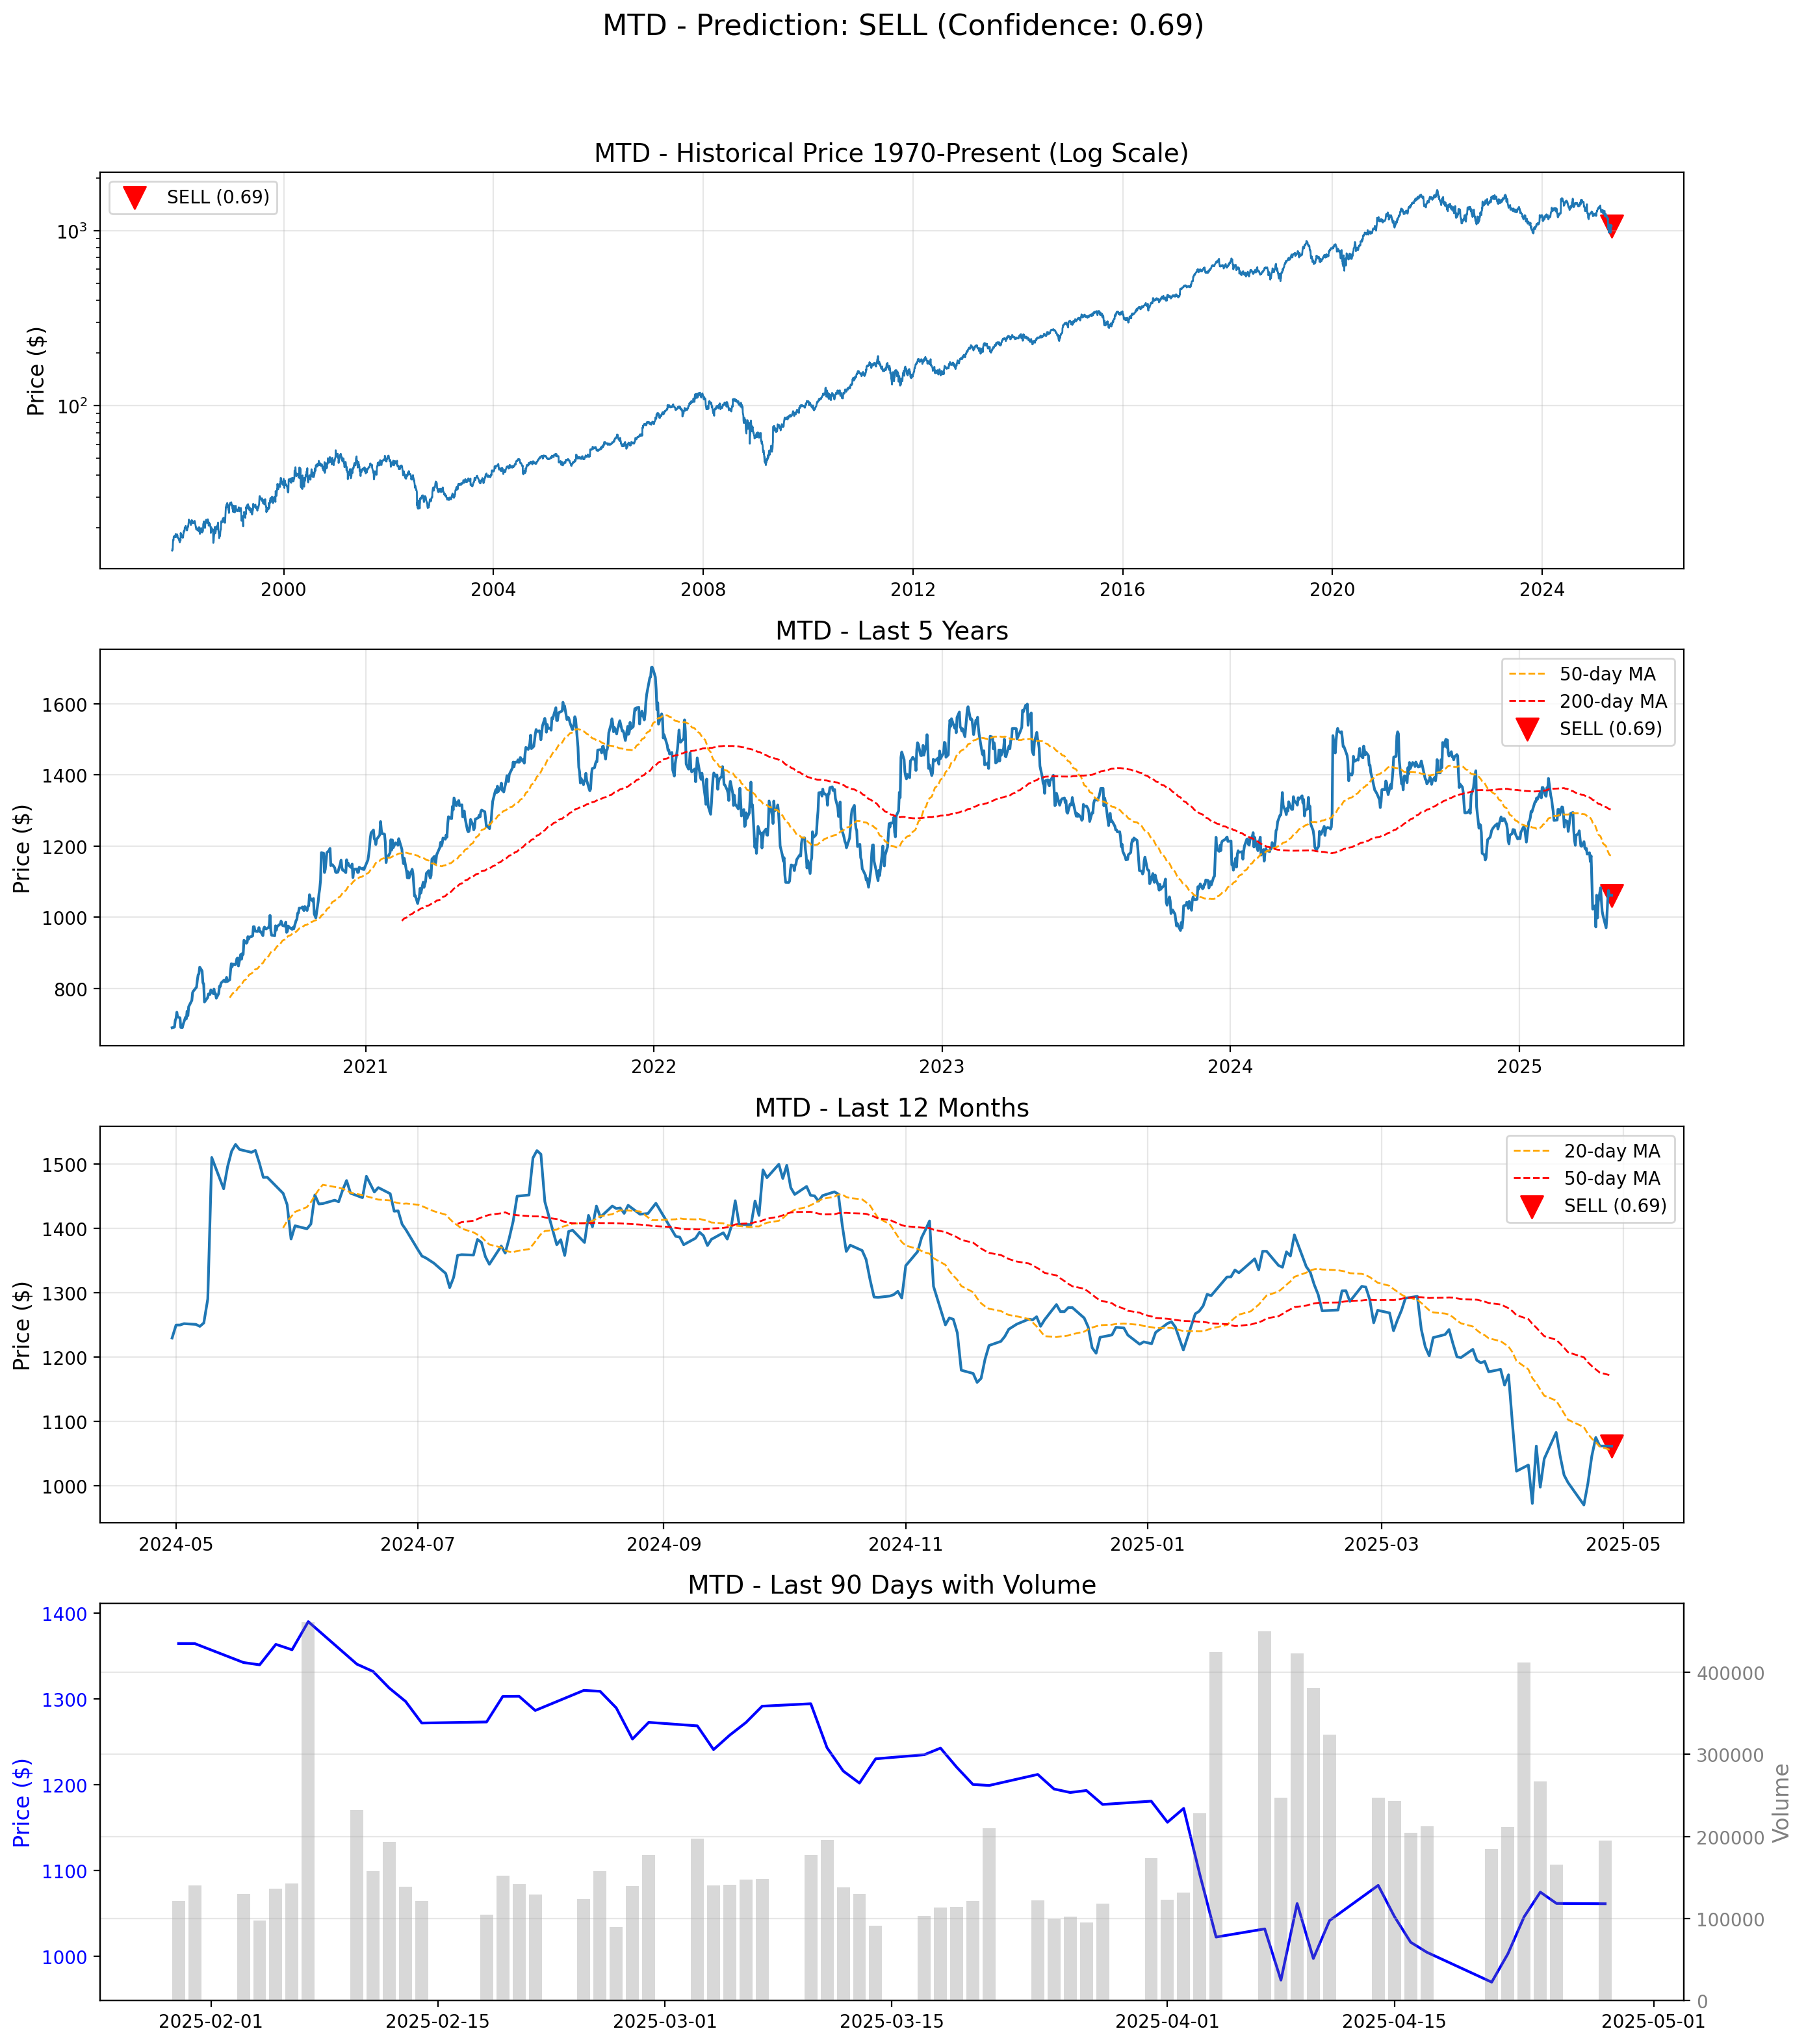 MTD - Prediction: SELL (Confidence: 0.69)
MTD - Historical Price 1970-Present (Log Scale)
SELL (0.69)
Price ($)
10³
10²
2000 2004 2008 2012 2016 2020 2024
MTD - Last 5 Years
50-day MA
200-day MA
SELL (0.69)
Price ($)
1600
1400
1200
1000
800
2021 2022 2023 2024 2025
MTD - Last 12 Months
20-day MA
50-day MA
SELL (0.69)
Price ($)
1500
1400
1300
1200
1100
1000
2024-05 2024-07 2024-09 2024-11 2025-01 2025-03 2025-05
MTD - Last 90 Days with Volume
Price ($)
1400
1300
1200
1100
1000
400000
300000
200000
100000
0
Volume
2025-02-01 2025-02-15 2025-03-01 2025-03-15 2025-04-01 2025-04-15 2025-05-01